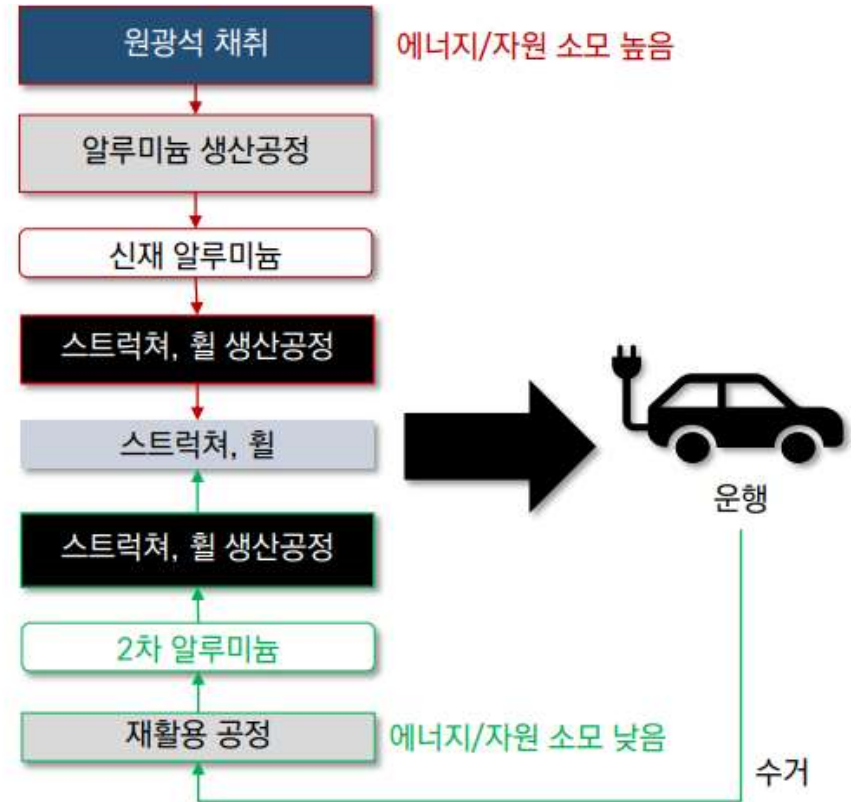 원광석 채취
에너지/자원 소모 높음
알루미늄 생산공정
신재 알루미늄
스트럭쳐, 휠 생산공정
스트럭쳐, 휠
운행
스트럭쳐, 휠 생산공정
2차 알루미늄
재활용 공정
에너지/자원 소모 낮음
수거